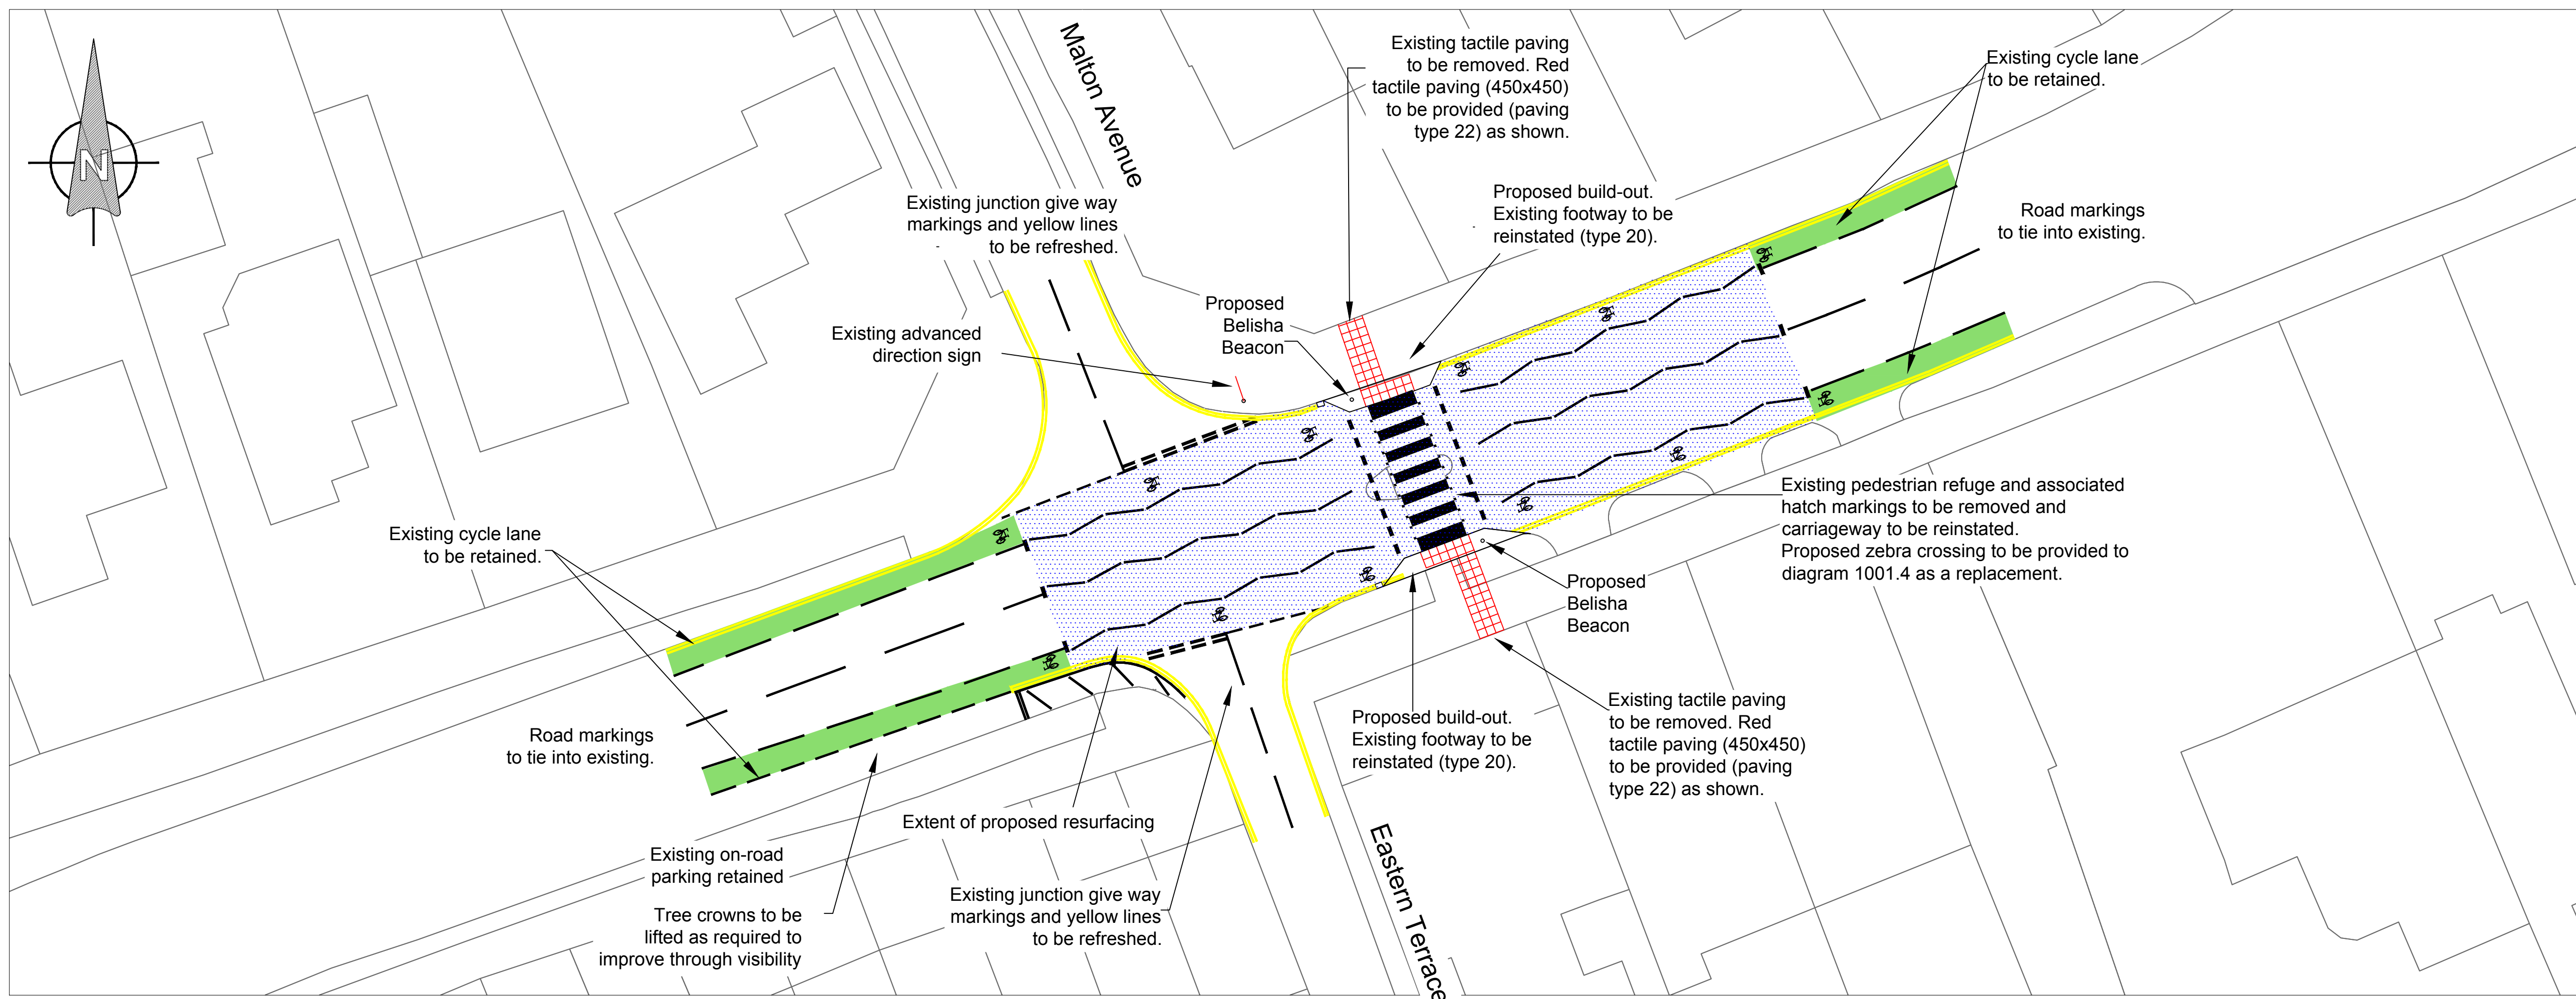 N
Malton Avenue
Existing tactile paving
to be removed. Red
tactile paving (450x450)
to be provided (paving
type 22) as shown.
Existing cycle lane
to be retained.
Existing junction give way
markings and yellow lines
to be refreshed.
Proposed build-out.
Existing footway to be
reinstated (type 20).
Road markings
to tie into existing.
Proposed
Belisha
Beacon
Existing advanced
direction sign
Existing cycle lane
to be retained.
Existing pedestrian refuge and associated
hatch markings to be removed and
carriageway to be reinstated.
Proposed zebra crossing to be provided to
diagram 1001.4 as a replacement.
Proposed
Belisha
Beacon
Road markings
to tie into existing.
Proposed build-out.
Existing footway to be
reinstated (type 20).
Existing tactile paving
to be removed. Red
tactile paving (450x450)
to be provided (paving
type 22) as shown.
Extent of proposed resurfacing
Existing on-road
parking retained
Tree crowns to be
lifted as required to
improve through visibility
Existing junction give way
markings and yellow lines
to be refreshed.
Eastern Terrace